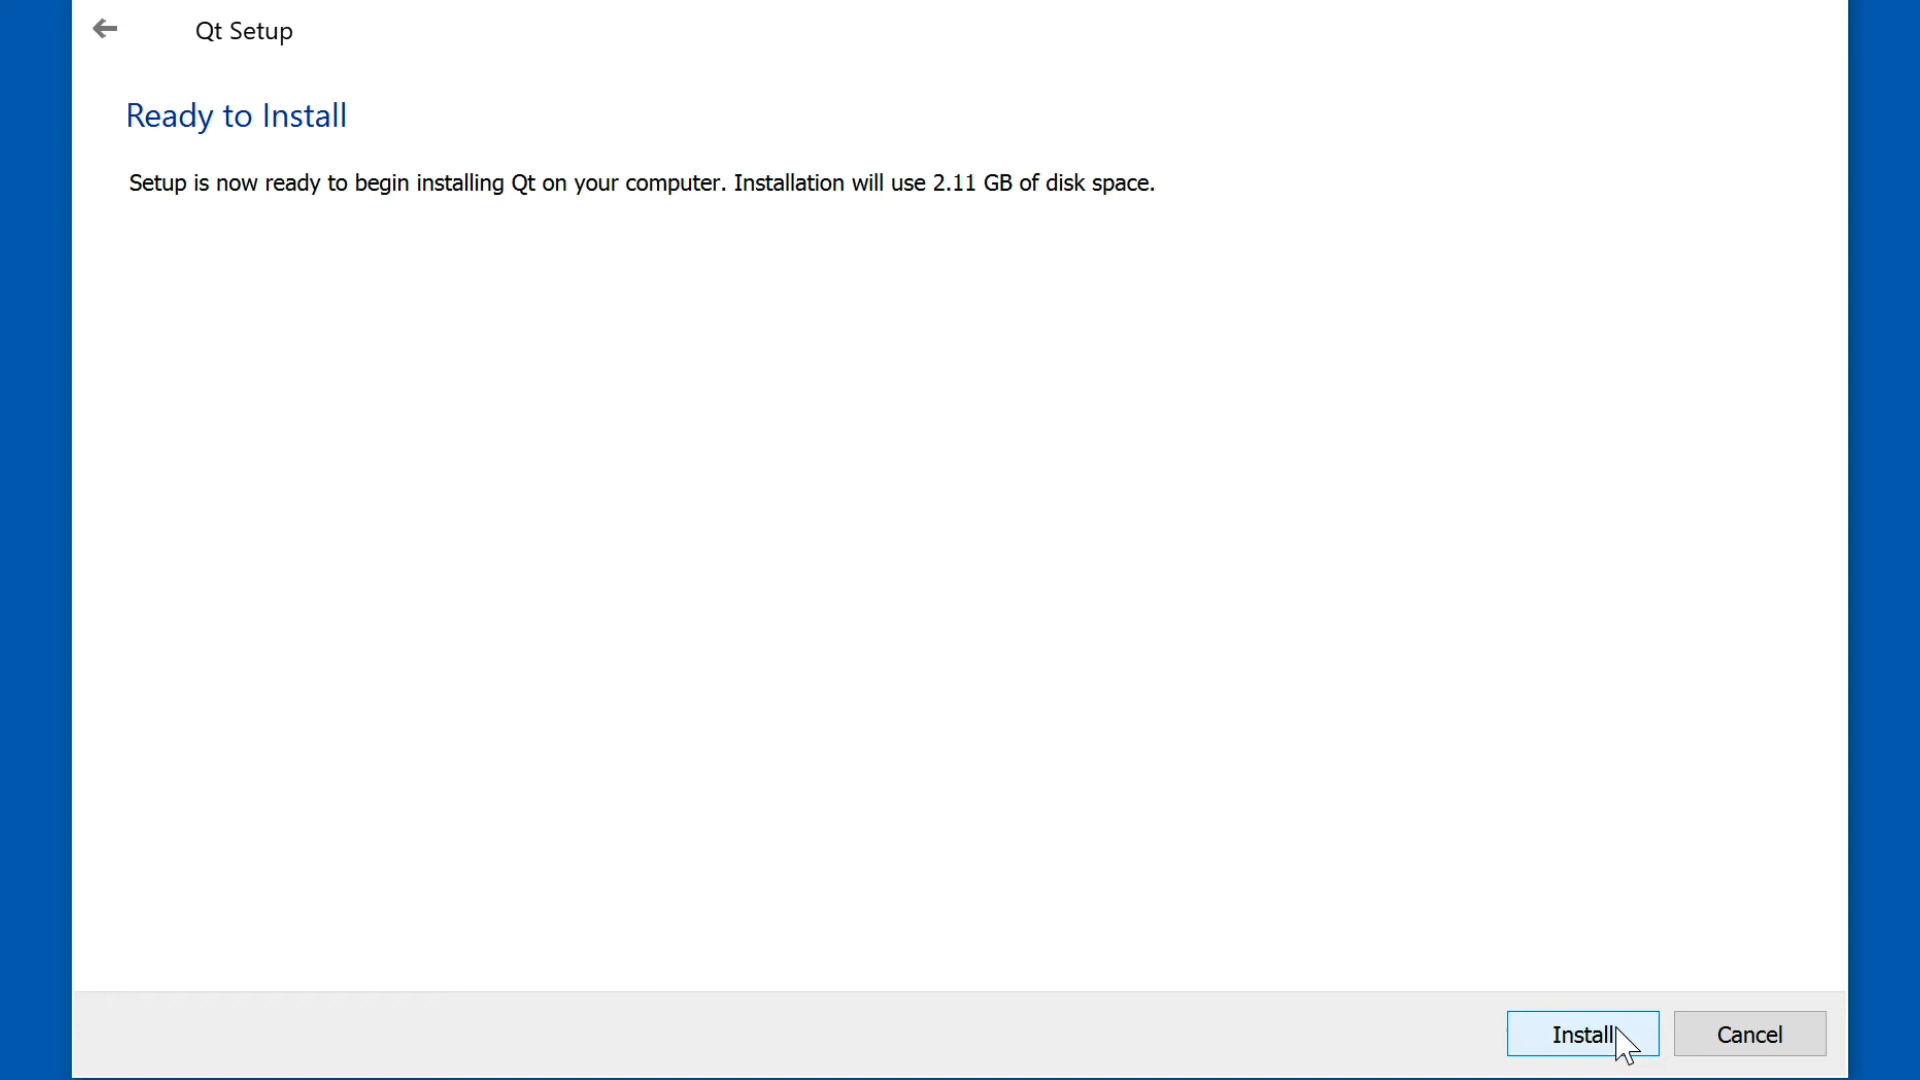 Qt Setup
Ready to Install
Setup is now ready to begin installing Qt on your computer. Installation will use 2.11 GB of disk space.
Install
Cancel